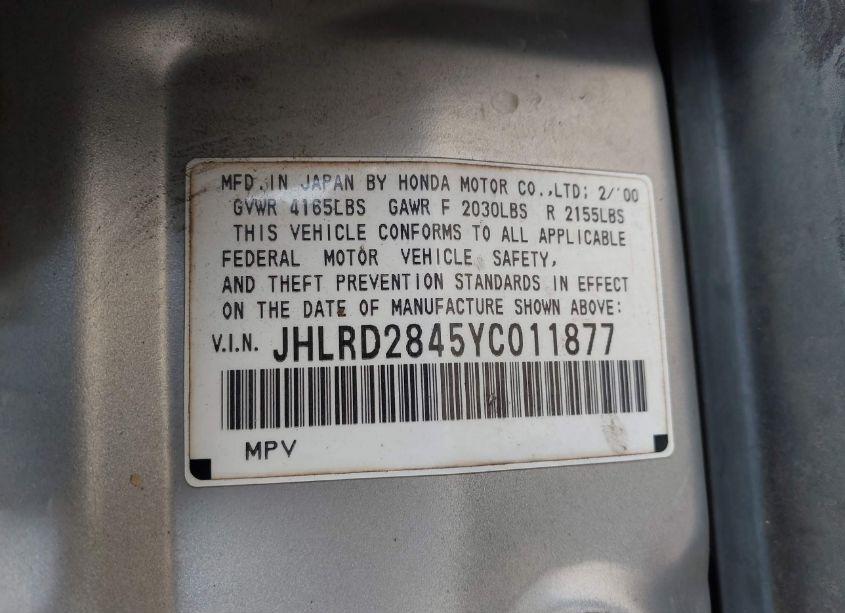 MFD. IN JAPAN BY HONDA MOTOR CO.,LTD; 2/'00
GVWR 4165LBS GAWR F 2030LBS R 2155LBS
THIS VEHICLE CONFORMS TO ALL APPLICABLE
FEDERAL MOTOR VEHICLE SAFETY,
AND THEFT PREVENTION STANDARDS IN EFFECT
ON THE DATE OF MANUFACTURE SHOWN ABOVE:
V.I.N. JHLRD2845YC011877
MPV